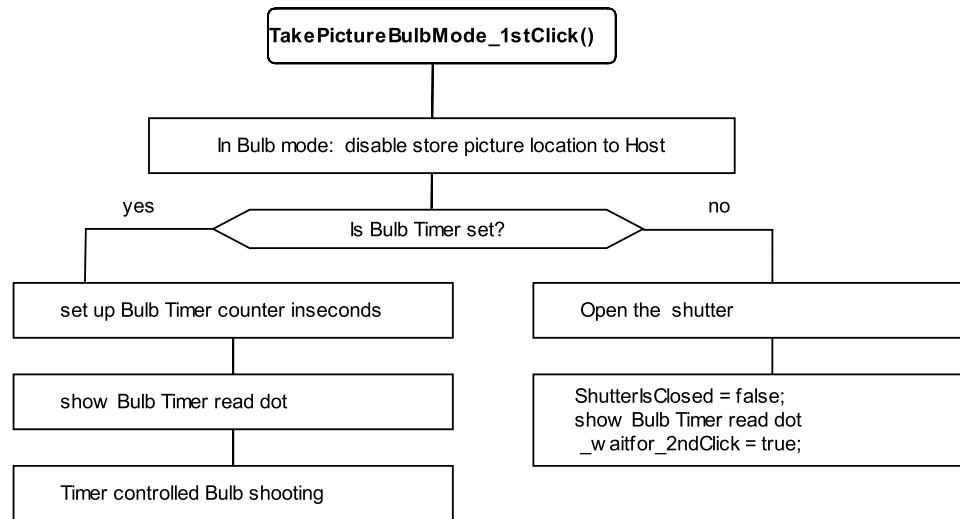 TakePictureBulbMode_1stClick()
In Bulb mode: disable store picture location to Host
yes
no
Is Bulb Timer set?
set up Bulb Timer counter inseconds
Open the shutter
show Bulb Timer read dot
ShutterIsClosed = false;
show Bulb Timer read dot
_waitfor_2ndClick = true;
Timer controlled Bulb shooting